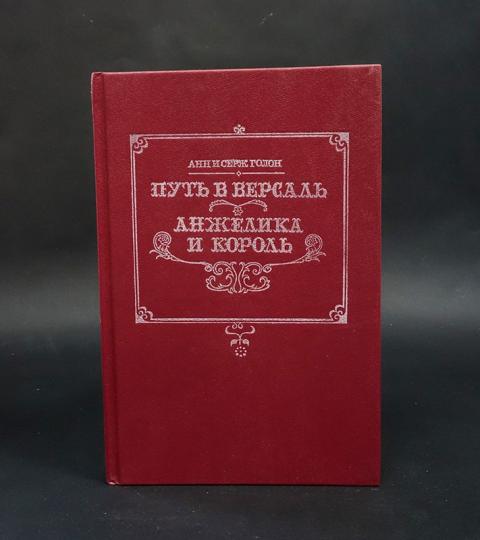 АНН И СЕРЖ ГОЛОН
ПУТЬ В ВЕРСАЛЬ
АНЖЕЛИКА
И КОРОЛЬ